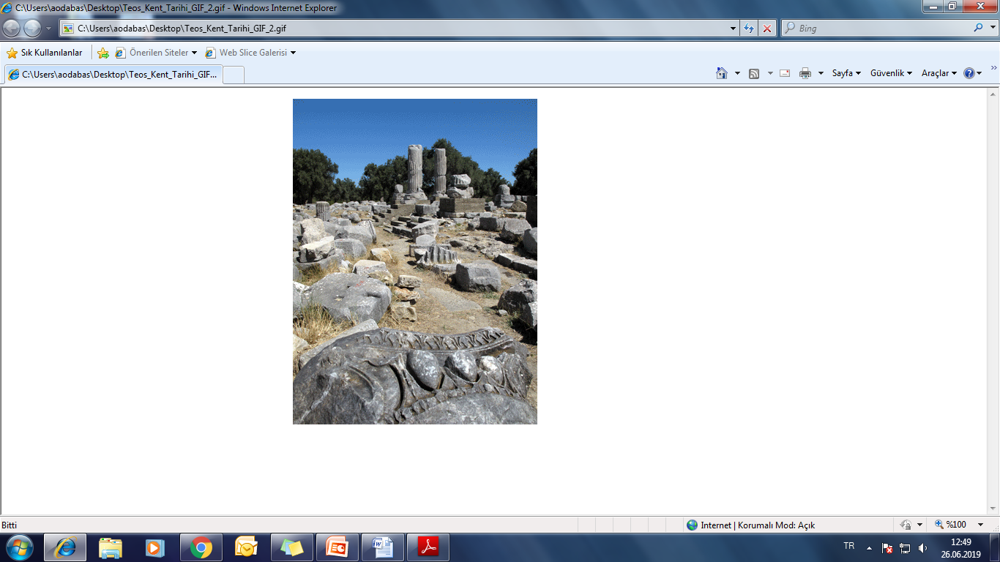 C:\Users\aodabas\Desktop\Teos_Kent_Tarihi_GIF_2.gif - Windows Internet Explorer
C:\Users\aodabas\Desktop\Teos_Kent_Tarihi_GIF_2.gif
Bing
Sık Kullanılanlar
Önerilen Siteler
Web Slice Galerisi
C:\Users\aodabas\Desktop\Teos_Kent_Tarihi_GIF...
Sayfa
Güvenlik
Araçlar
Bitti
Internet | Korumalı Mod: Açık
%100
TR
12:49
26.06.2019